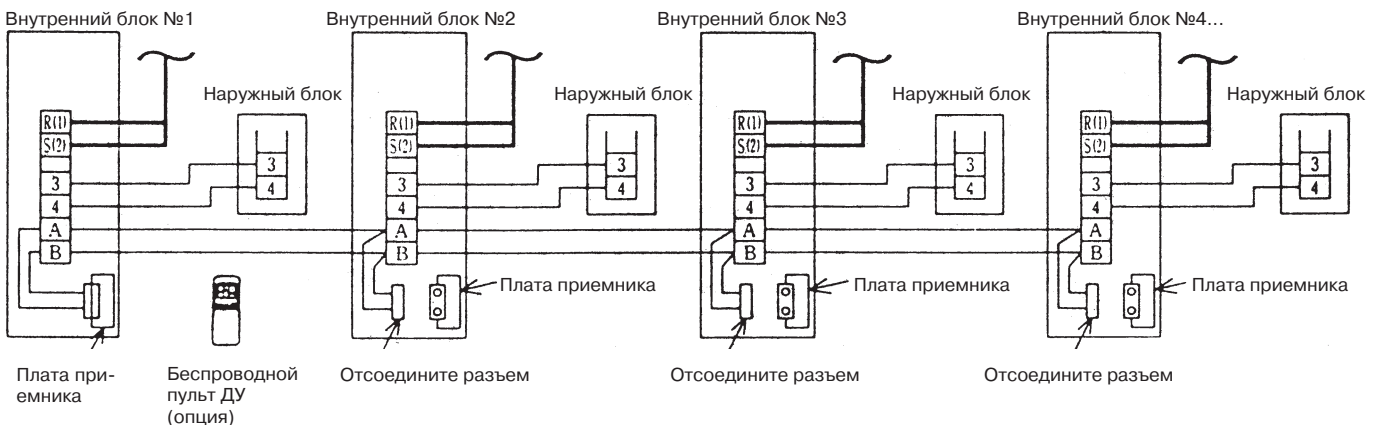 Внутренний блок №1
Внутренний блок №2
Внутренний блок №3
Внутренний блок №4...
Наружный блок
Наружный блок
Наружный блок
Наружный блок
R(1)
S(2)
3
4
A
B
3
4
R(1)
S(2)
3
4
A
B
3
4
R(1)
S(2)
3
4
A
B
3
4
R(1)
S(2)
3
4
A
B
3
4
Плата приемника
Плата приемника
Плата приемника
Плата при-
емника
Беспроводной
пульт ДУ
(опция)
Отсоедините разъем
Отсоедините разъем
Отсоедините разъем